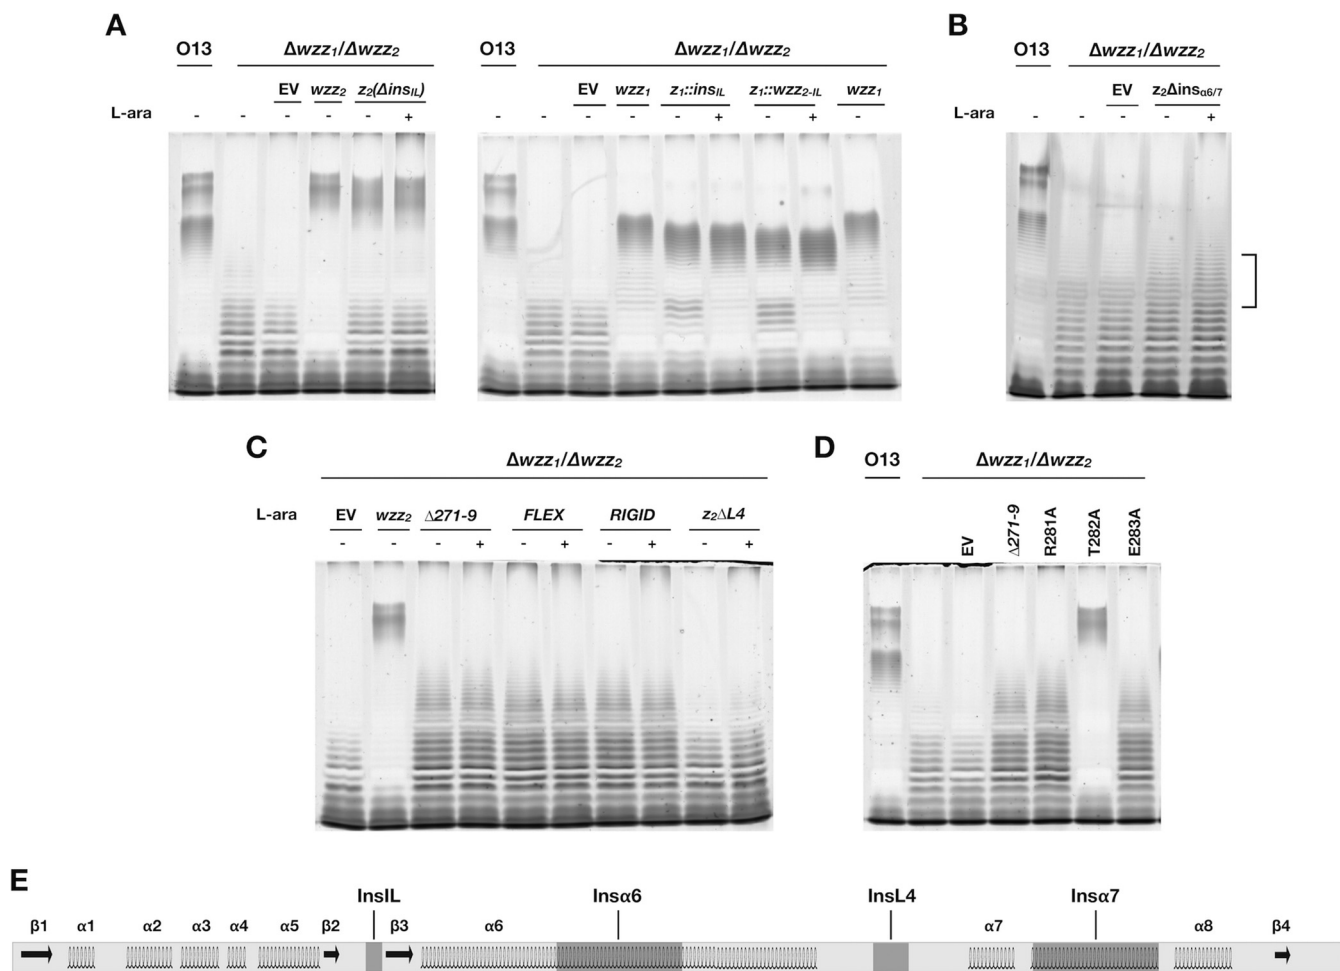 A
O13 Δwzz₁/Δwzz₂
EV wzz₂ z₂(Δins_IL)
L-ara - - - - - +
O13 Δwzz₁/Δwzz₂
EV wzz₁ z₁::ins_IL z₁::wzz₂₋IL wzz₁
- - - - - + - + -
B
O13 Δwzz₁/Δwzz₂
EV z₂Δins_α6/7
L-ara - - - - +
C
Δwzz₁/Δwzz₂
L-ara EV wzz₂ Δ271-9 FLEX RIGID z₂ΔL4
- - - + - + - + - +
D
O13 Δwzz₁/Δwzz₂
EV Δ271-9 R281A T282A E283A
E
InsIL Insα6 InsL4 Insα7
β1 α1 α2 α3 α4 α5 β2 β3 α6 α7 α8 β4